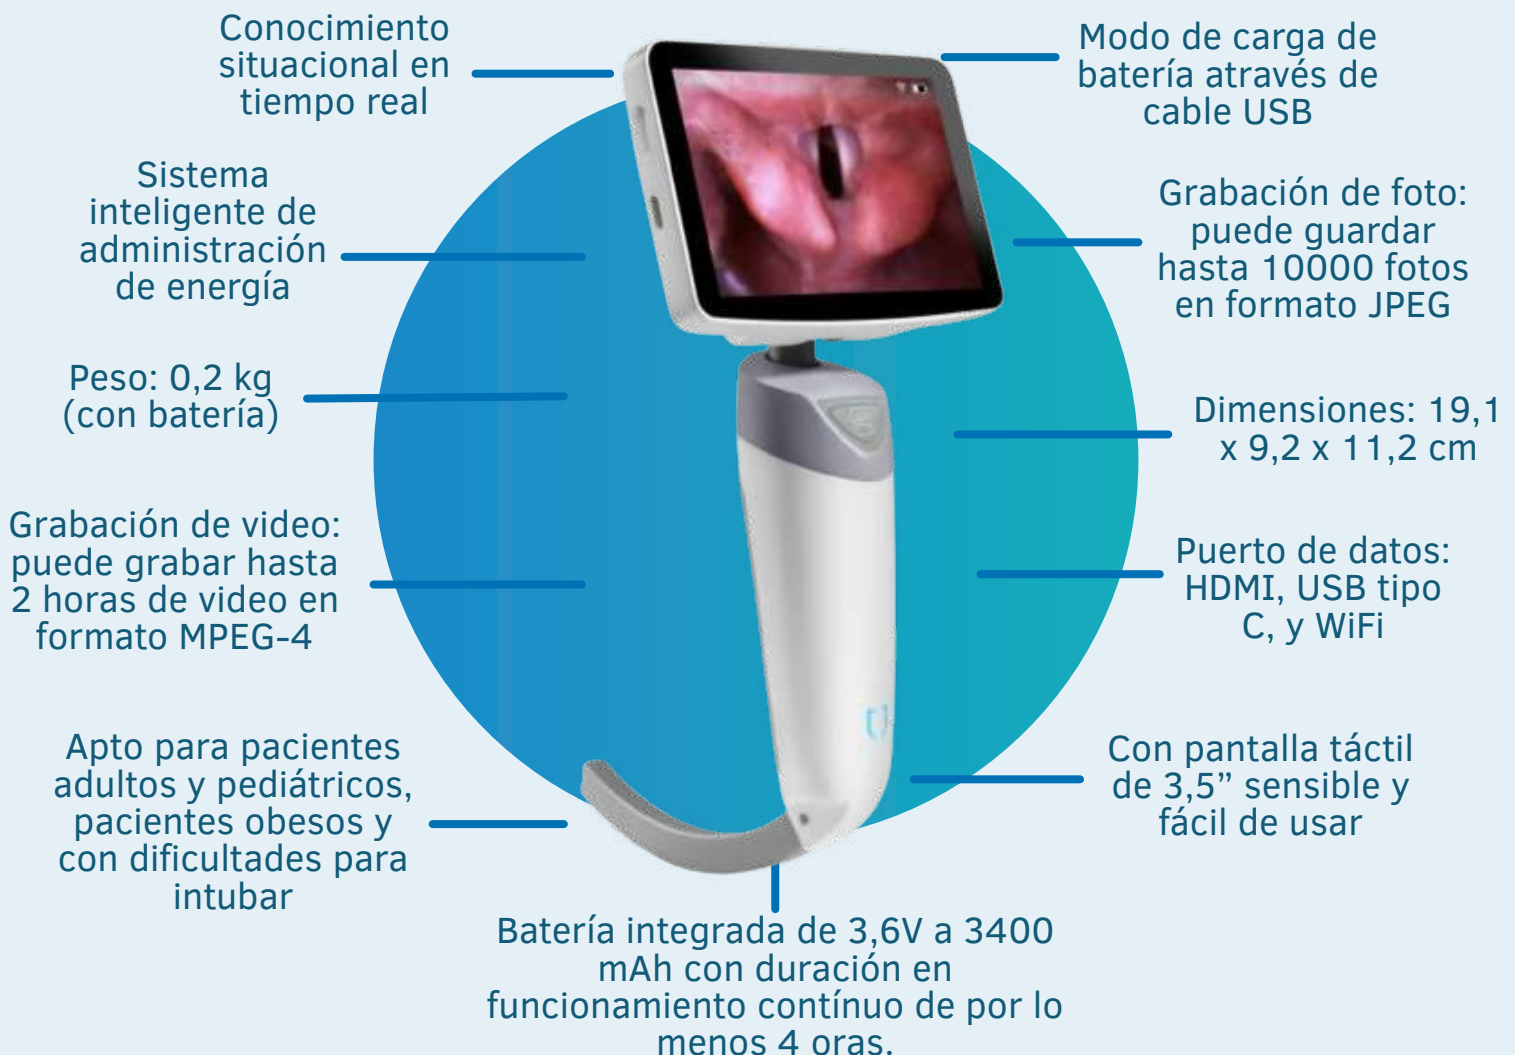 Conocimiento
situacional en
tiempo real
Modo de carga de
batería através de
cable USB
Sistema
inteligente de
administración
de energía
Grabación de foto:
puede guardar
hasta 10000 fotos
en formato JPEG
Peso: 0,2 kg
(con batería)
Dimensiones: 19,1
x 9,2 x 11,2 cm
Grabación de video:
puede grabar hasta
2 horas de video en
formato MPEG-4
Puerto de datos:
HDMI, USB tipo
C, y WiFi
Apto para pacientes
adultos y pediátricos,
pacientes obesos y
con dificultades para
intubar
Con pantalla táctil
de 3,5” sensible y
fácil de usar
Batería integrada de 3,6V a 3400
mAh con duración en
funcionamiento contínuo de por lo
menos 4 oras.